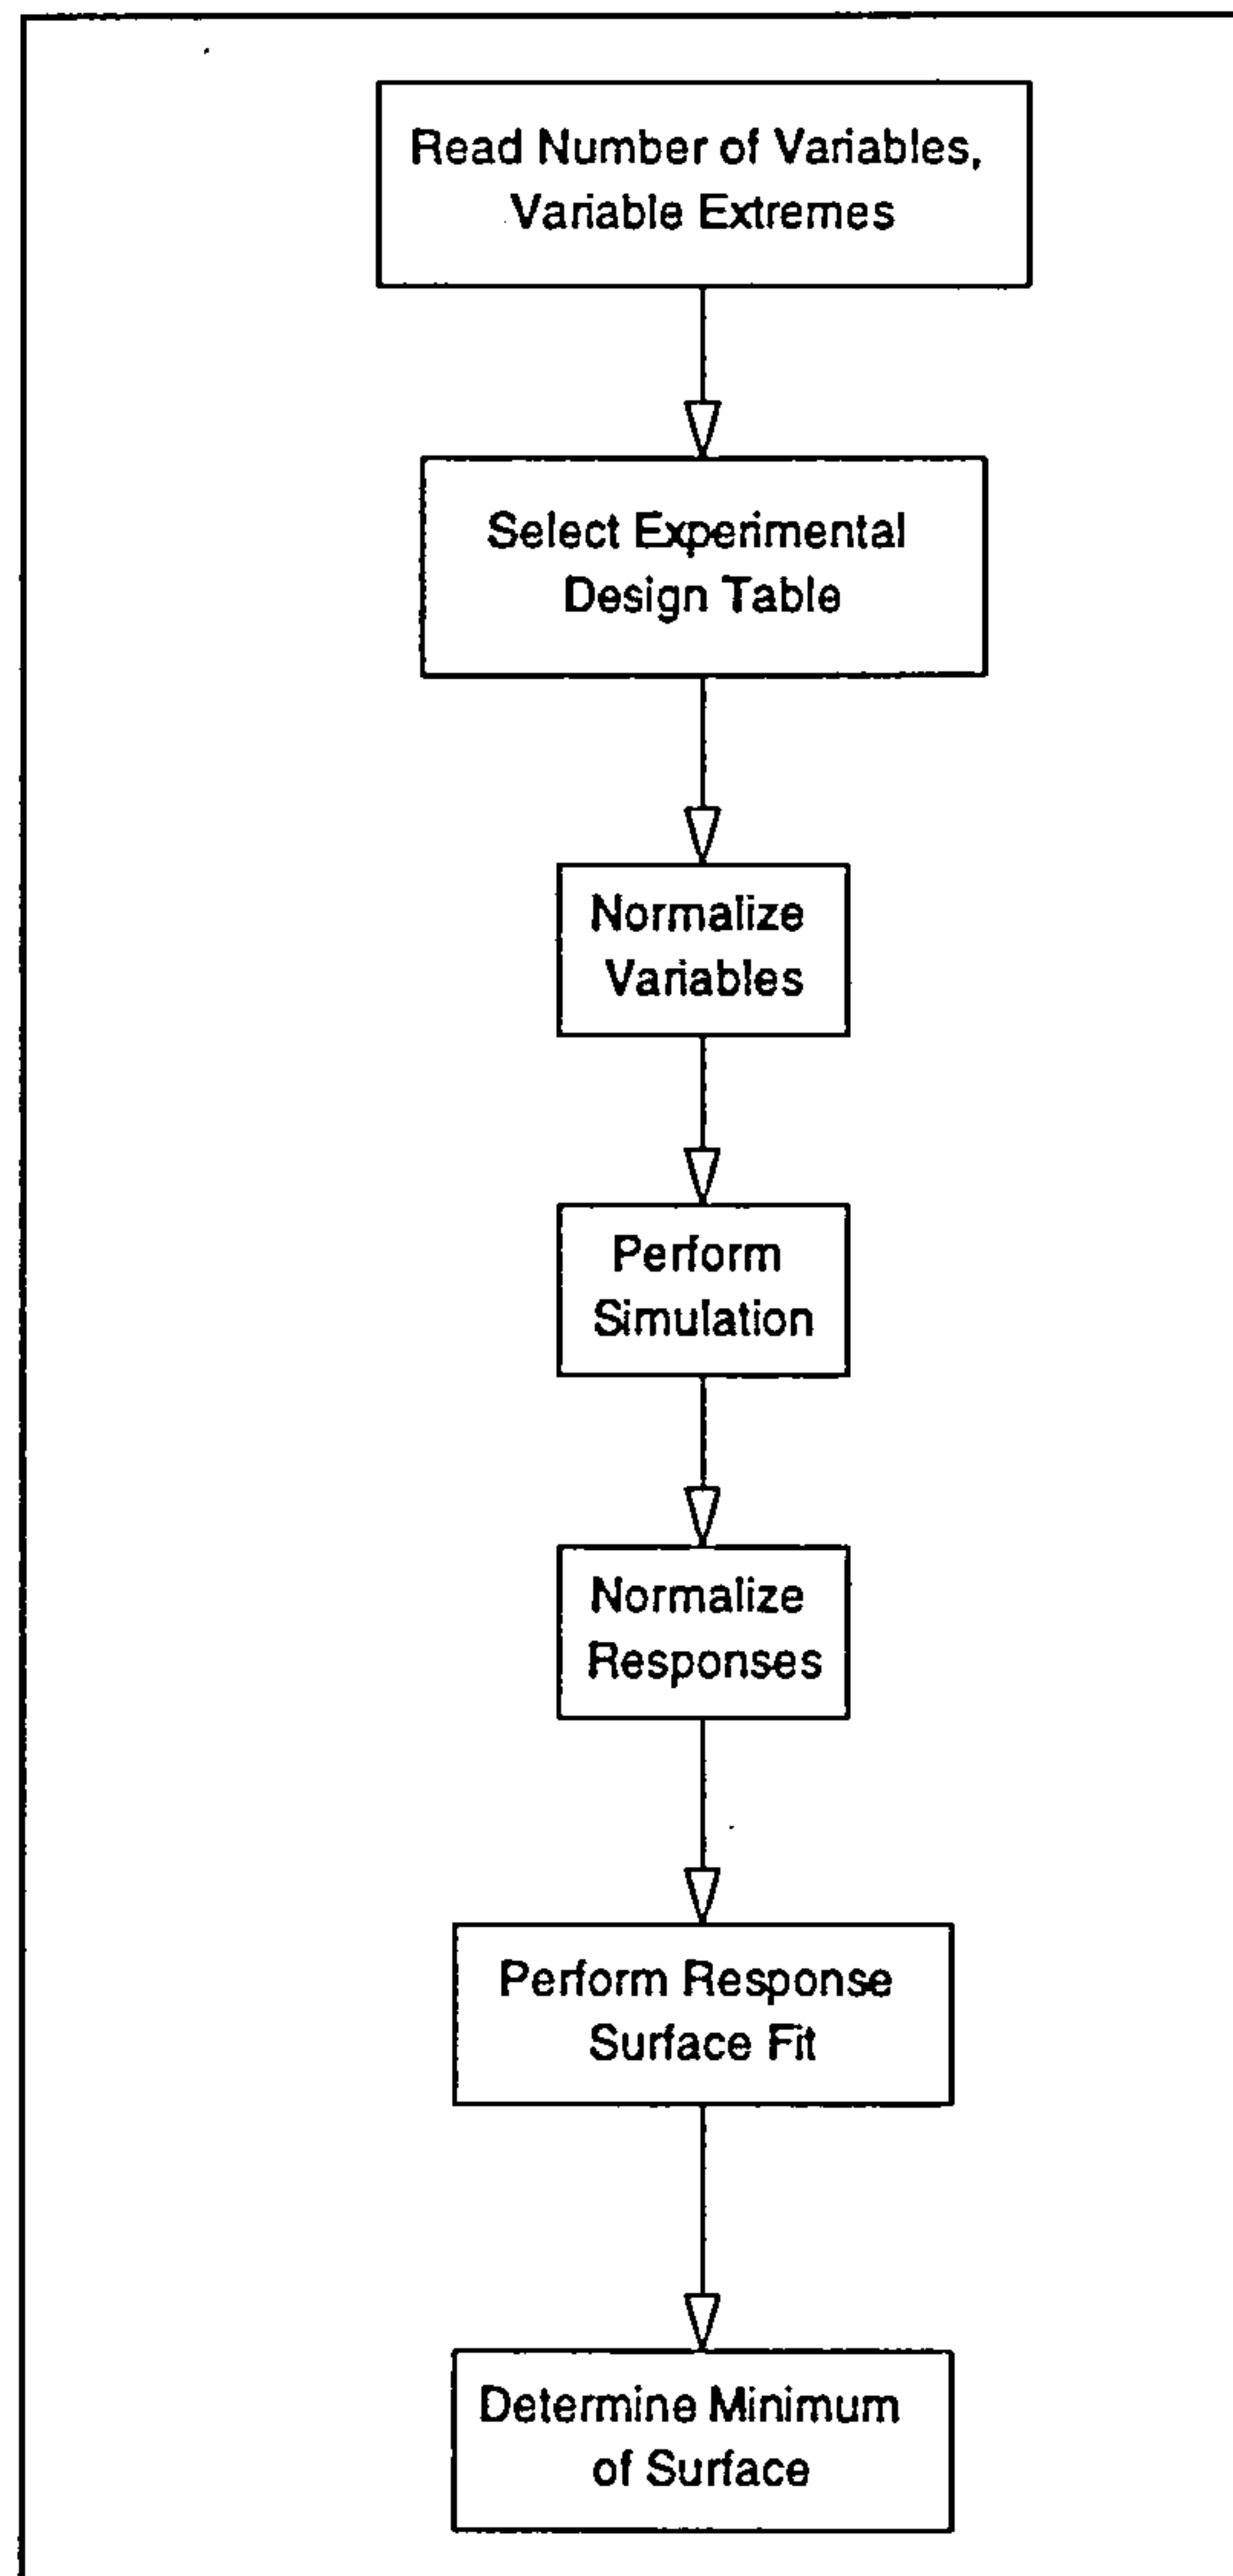 Read Number of Variables,
Variable Extremes
Select Experimental
Design Table
Normalize
Variables
Perform
Simulation
Normalize
Responses
Perform Response
Surface Fit
Determine Minimum
of Surface